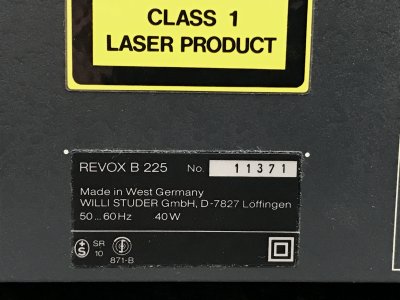 CLASS 1
LASER PRODUCT
REVOX B 225 No. 11371
Made in West Germany
WILLI STUDER GmbH, D-7827 Löffingen
50...60 Hz 40 W
S SR
10
871-B